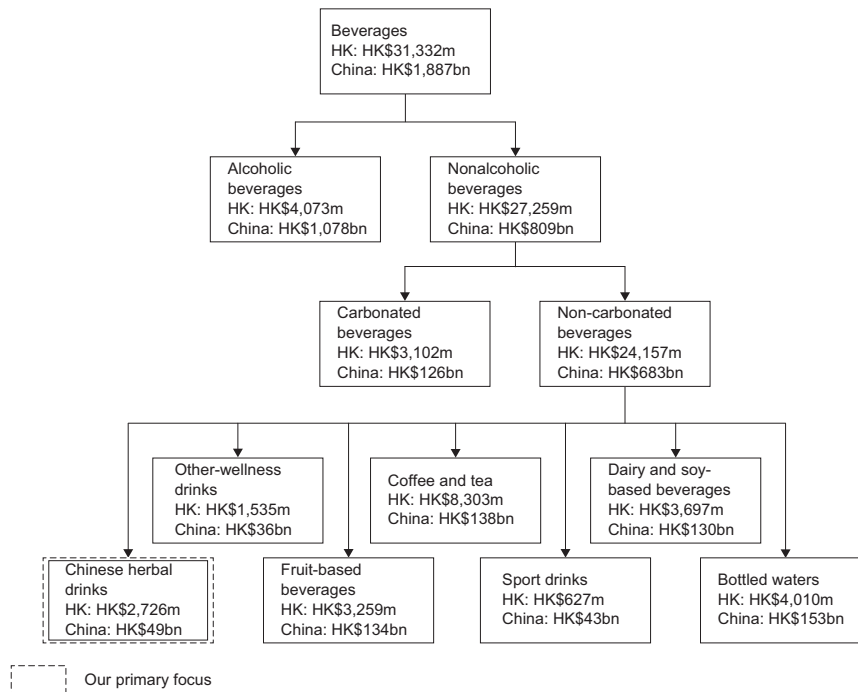 Beverages
HK: HK$31,332m
China: HK$1,887bn
Alcoholic
beverages
HK: HK$4,073m
China: HK$1,078bn
Nonalcoholic
beverages
HK: HK$27,259m
China: HK$809bn
Carbonated
beverages
HK: HK$3,102m
China: HK$126bn
Non-carbonated
beverages
HK: HK$24,157m
China: HK$683bn
Other-wellness
drinks
HK: HK$1,535m
China: HK$36bn
Coffee and tea
HK: HK$8,303m
China: HK$138bn
Dairy and soy-
based beverages
HK: HK$3,697m
China: HK$130bn
Chinese herbal
drinks
HK: HK$2,726m
China: HK$49bn
Fruit-based
beverages
HK: HK$3,259m
China: HK$134bn
Sport drinks
HK: HK$627m
China: HK$43bn
Bottled waters
HK: HK$4,010m
China: HK$153bn
Our primary focus